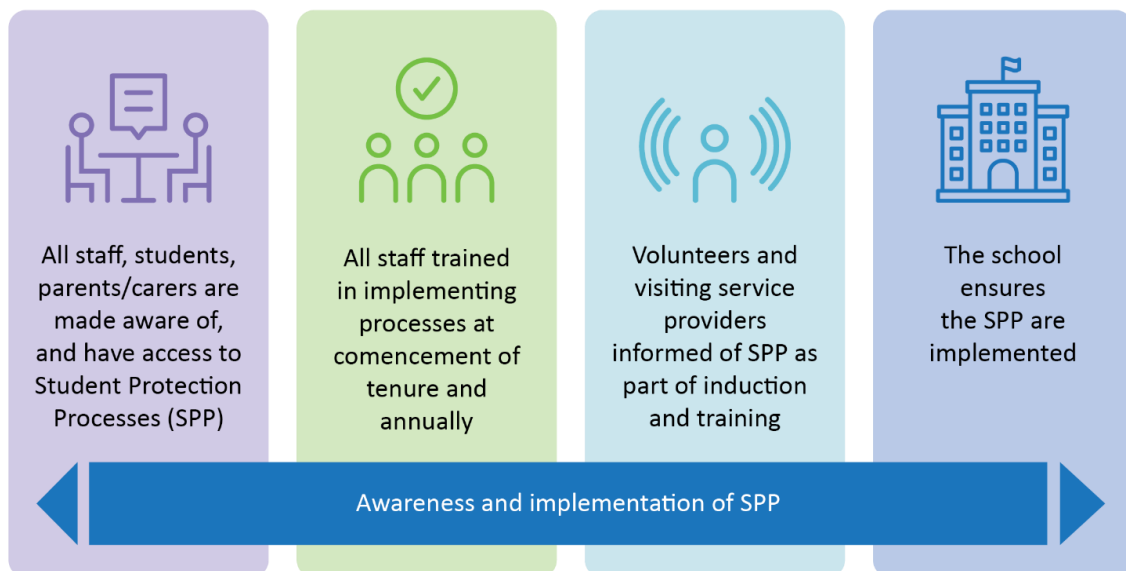 All staff, students,
parents/carers are
made aware of,
and have access to
Student Protection
Processes (SPP)
All staff trained
in implementing
processes at
comencement of
tenure and
annually
Volunteers and
visiting service
providers
informed of SPP as
part of induction
and training
The school
ensures
the SPP are
implemented
Awareness and implementation of SPP